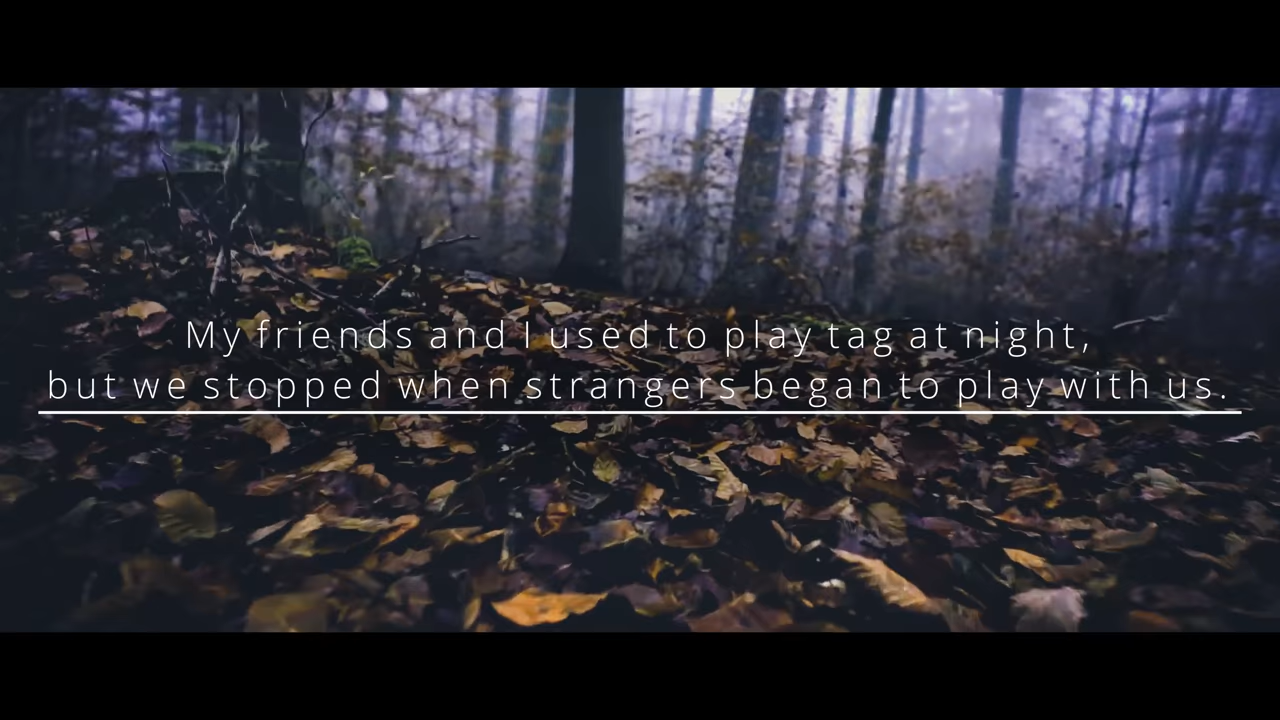 My friends and I used to play tag at night,
but we stopped when strangers began to play with us.